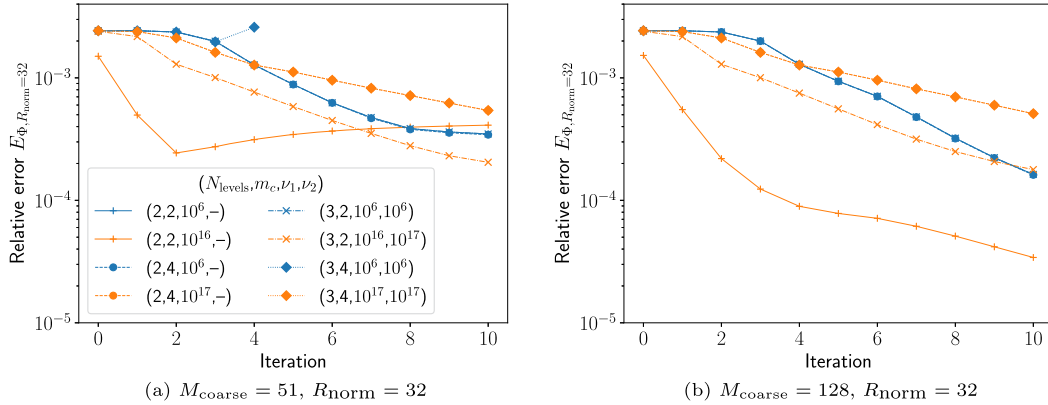 Relative error E_{Φ,R_norm=32}
10^{-3}
10^{-4}
10^{-5}
(N_levels,m_c,ν_1,ν_2)
(2,2,10^6,–)
(2,2,10^{16},–)
(2,4,10^6,–)
(2,4,10^{17},–)
(3,2,10^6,10^6)
(3,2,10^{16},10^{17})
(3,4,10^6,10^6)
(3,4,10^{17},10^{17})
0 2 4 6 8 10
Iteration
(a) M_coarse = 51, R_norm = 32
Relative error E_{Φ,R_norm=32}
10^{-3}
10^{-4}
10^{-5}
0 2 4 6 8 10
Iteration
(b) M_coarse = 128, R_norm = 32